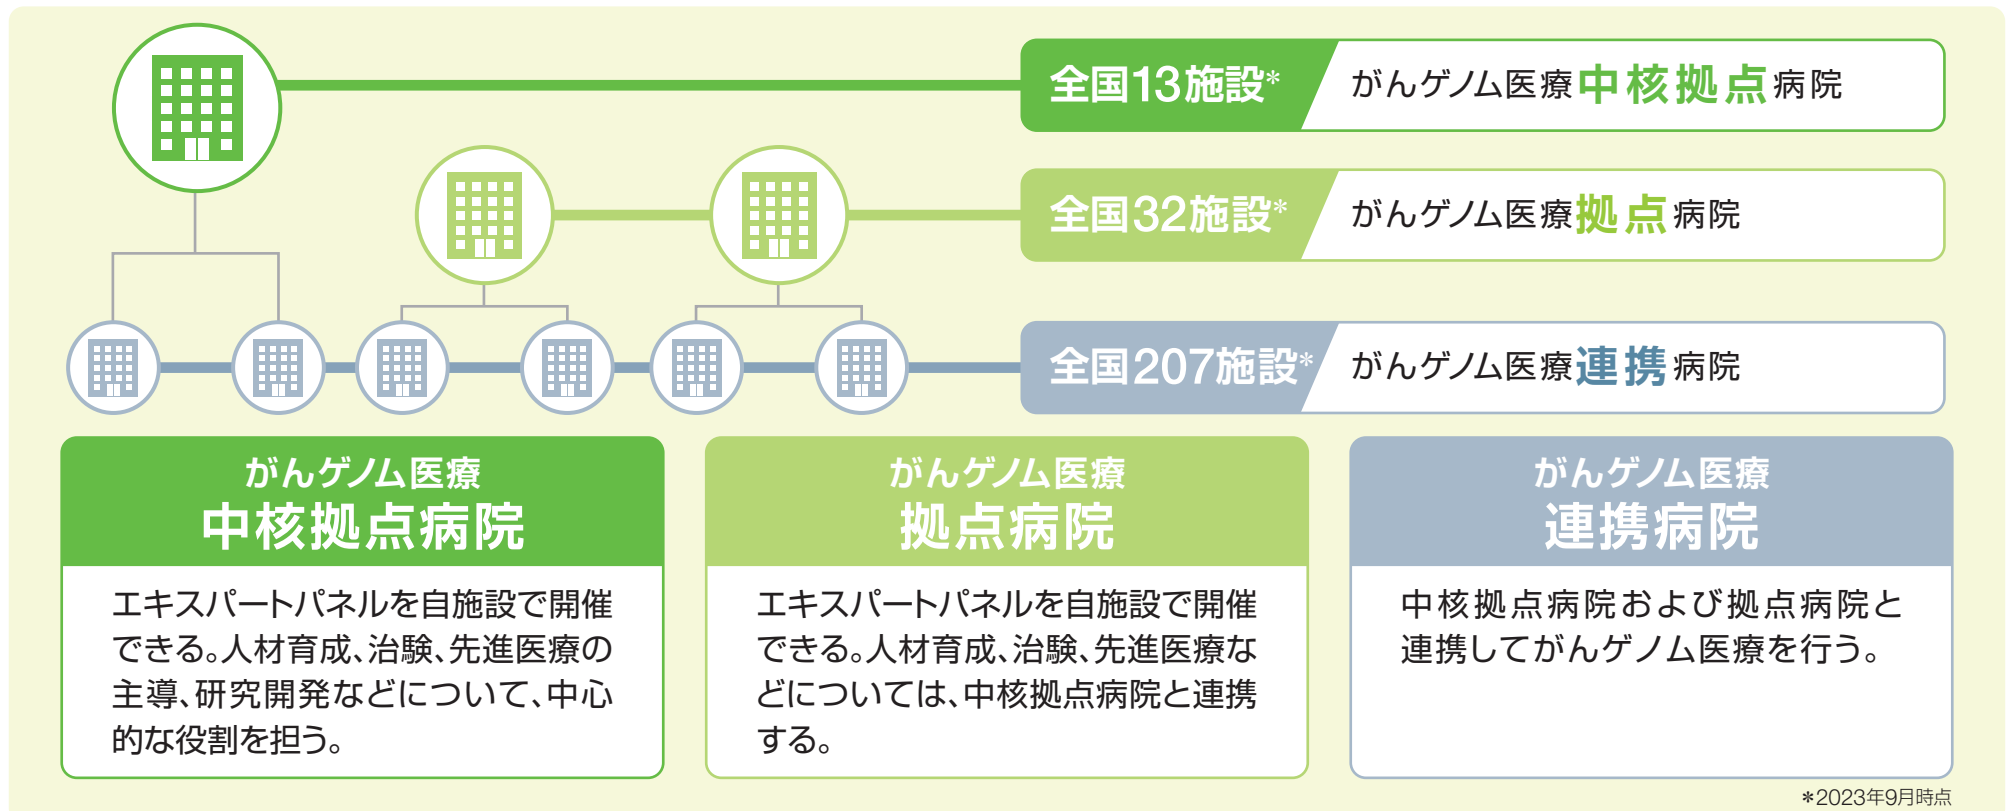 全国13施設* がんゲノム医療中核拠点病院
全国32施設* がんゲノム医療拠点病院
全国207施設* がんゲノム医療連携病院
がんゲノム医療
中核拠点病院
エキスパートパネルを自施設で開催
できる。人材育成、治験、先進医療の
主導、研究開発などについて、中心
的な役割を担う。
がんゲノム医療
拠点病院
エキスパートパネルを自施設で開催
できる。人材育成、治験、先進医療な
どについては、中核拠点病院と連携
する。
がんゲノム医療
連携病院
中核拠点病院および拠点病院と
連携してがんゲノム医療を行う。
*2023年9月時点